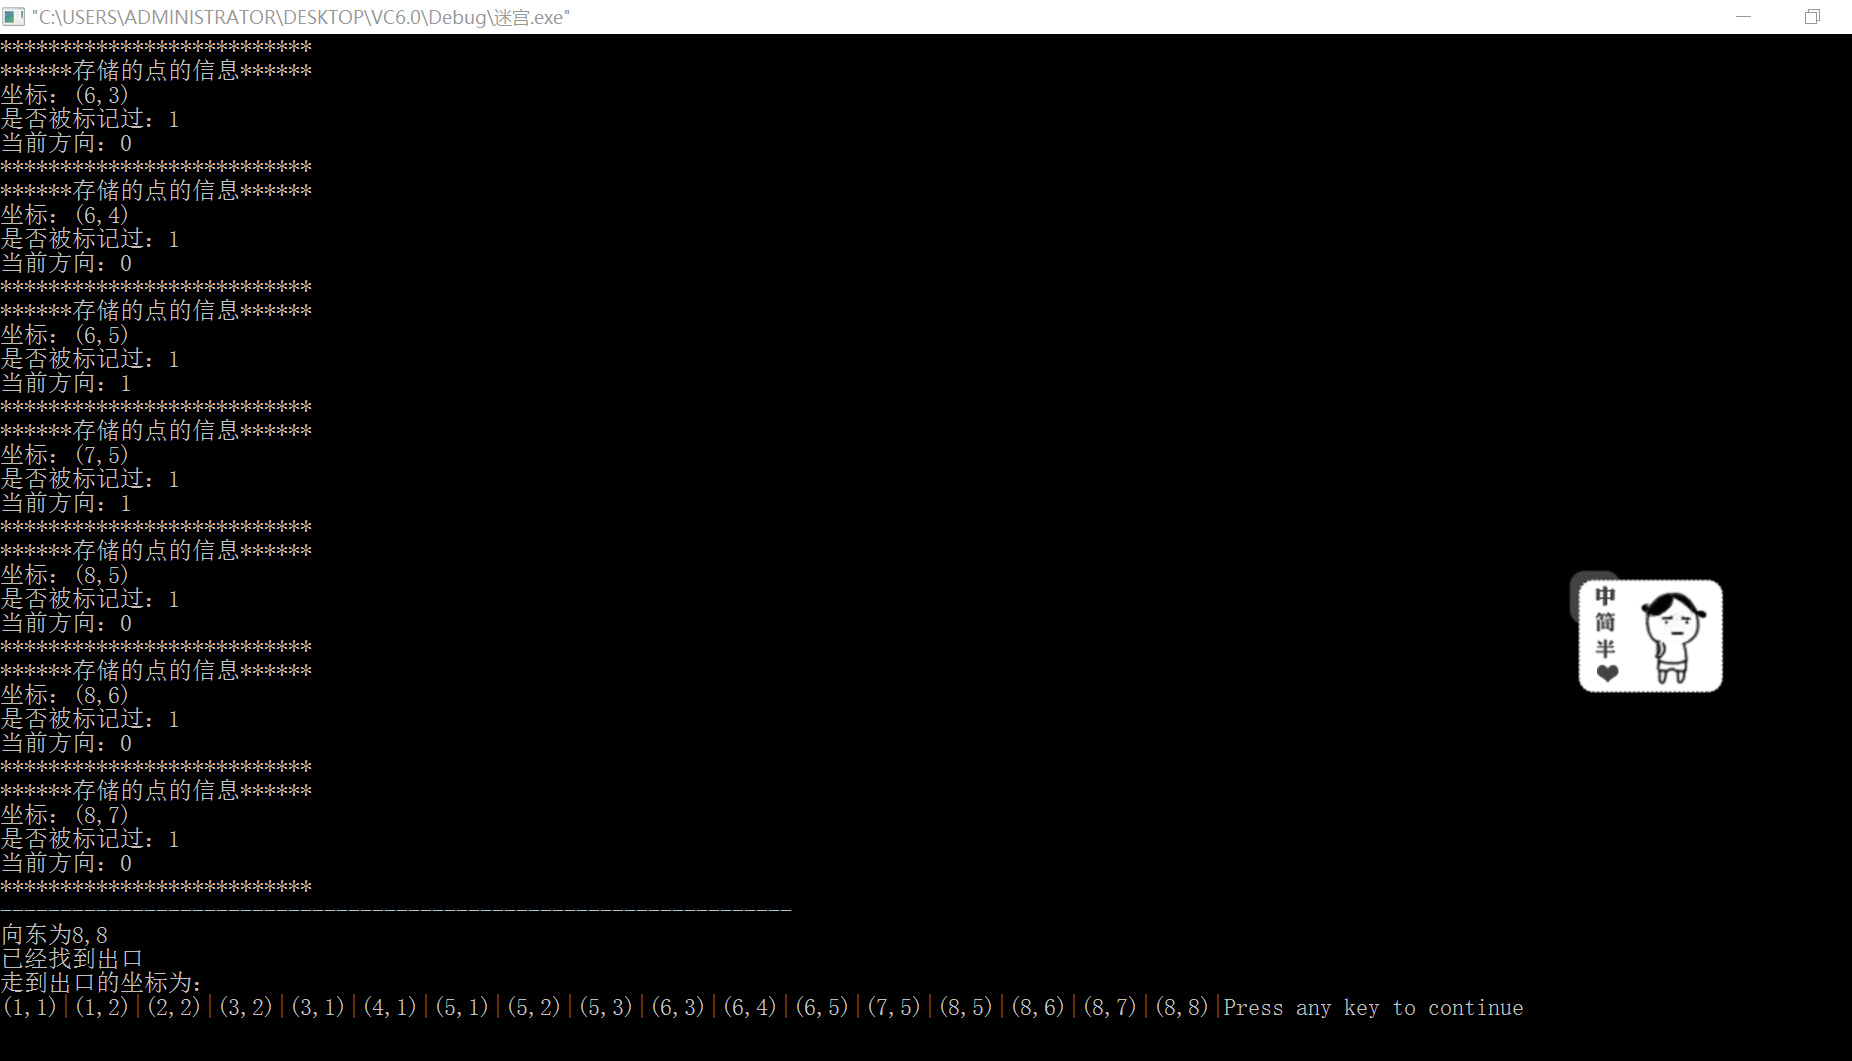 "C:\USERS\ADMINISTRATOR\DESKTOP\VC6.0\Debug\迷宫.exe"
**************************
******存储的点的信息******
坐标：(6,3)
是否被标记过：1
当前方向：0
**************************
******存储的点的信息******
坐标：(6,4)
是否被标记过：1
当前方向：0
**************************
******存储的点的信息******
坐标：(6,5)
是否被标记过：1
当前方向：1
**************************
******存储的点的信息******
坐标：(7,5)
是否被标记过：1
当前方向：1
**************************
******存储的点的信息******
坐标：(8,5)
是否被标记过：1
当前方向：0
**************************
******存储的点的信息******
坐标：(8,6)
是否被标记过：1
当前方向：0
**************************
******存储的点的信息******
坐标：(8,7)
是否被标记过：1
当前方向：0
**************************
------------------------------------------------------------------
向东为8,8
已经找到出口
走到出口的坐标为：
(1,1)|(1,2)|(2,2)|(3,2)|(3,1)|(4,1)|(5,1)|(5,2)|(5,3)|(6,3)|(6,4)|(6,5)|(7,5)|(8,5)|(8,6)|(8,7)|(8,8)|Press any key to continue
中
简
半